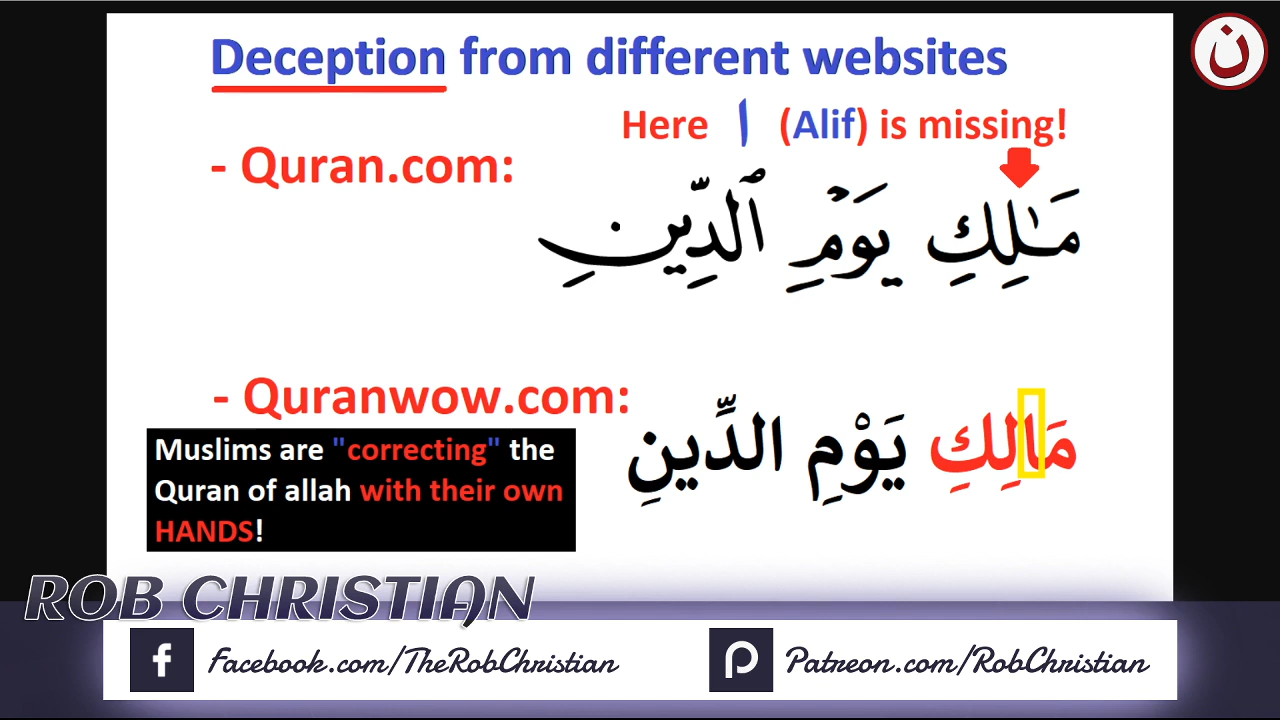 Deception from different websites
ن
Here ا (Alif) is missing!
- Quran.com:
مَـٰلِكِ يَوْمِ ٱلدِّينِ
- Quranwow.com:
مَالِكِ يَوْمِ الدِّينِ
Muslims are "correcting" the
Quran of allah with their own
HANDS!
ROB CHRISTIAN
Facebook.com/TheRobChristian
Patreon.com/RobChristian